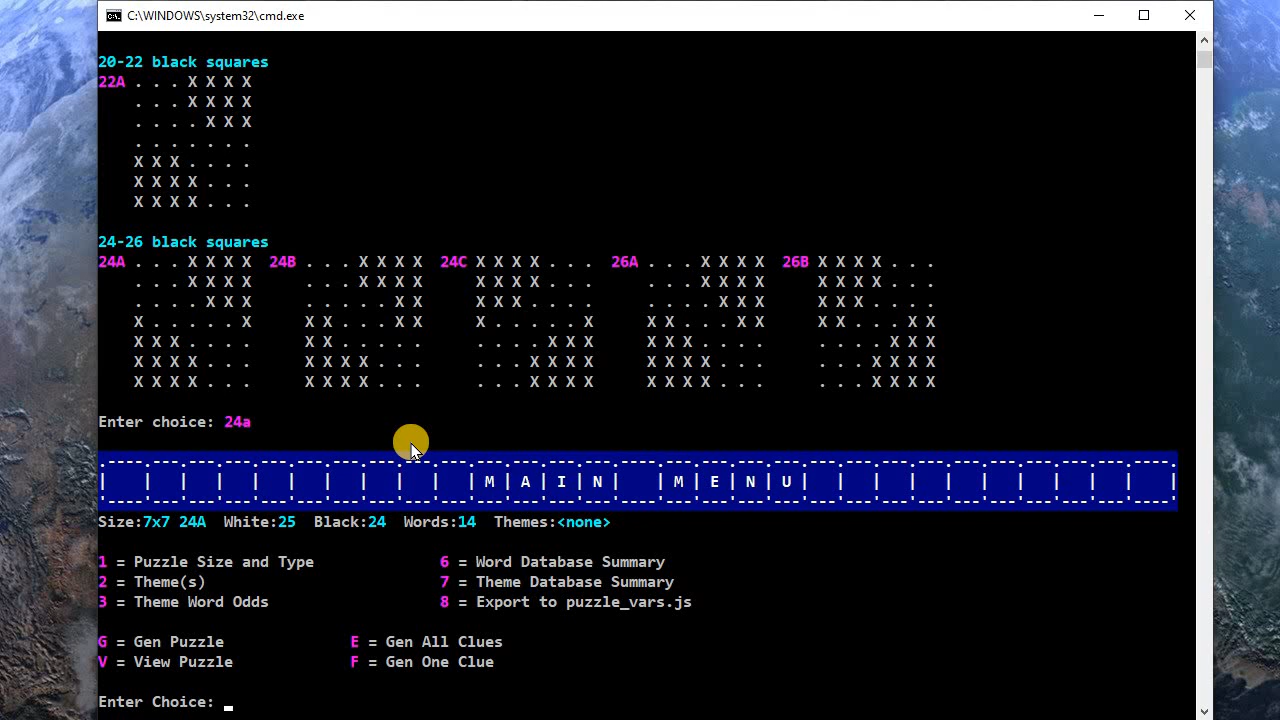 C:\WINDOWS\system32\cmd.exe
20-22 black squares
22A . . . X X X X
. . . X X X X
. . . . X X X
. . . . . . .
X X X . . . .
X X X X . . .
X X X X . . .
24-26 black squares
24A . . . X X X X  24B . . . X X X X  24C X X X X . . .  26A . . . X X X X  26B X X X X . . .
. . . X X X X      . . . X X X X      X X X X . . .      . . . X X X X      X X X . . . .
. . . . X X X      . . . . . X X      X X X . . . .      . . . . X X X      X X X . . . .
X . . . . . X      X X . . . X X      X . . . . . X      X X . . . X X      X X . . . X X
X X X . . . .      X X . . . . .      . . . . X X X      X X X . . . .      . . . . X X X
X X X X . . .      X X X X . . .      . . . X X X X      X X X X . . .      . . . X X X X
X X X X . . .      X X X X . . .      . . . X X X X      X X X X . . .      . . . X X X X
Enter choice: 24a
| | | | | | | | | | |M|A|I|N| |M|E|N|U| | | | | | | | | | |
Size:7x7 24A  White:25  Black:24  Words:14  Themes:<none>
1 = Puzzle Size and Type              6 = Word Database Summary
2 = Theme(s)                          7 = Theme Database Summary
3 = Theme Word Odds                   8 = Export to puzzle_vars.js
G = Gen Puzzle              E = Gen All Clues
V = View Puzzle             F = Gen One Clue
Enter Choice: _